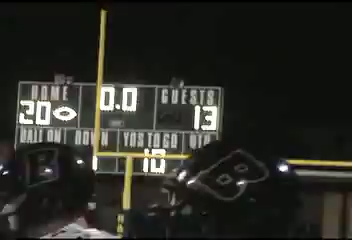 HOME GUESTS
20 0.0 13
BALL ON DOWN YDS TO GO QTR
10
B B